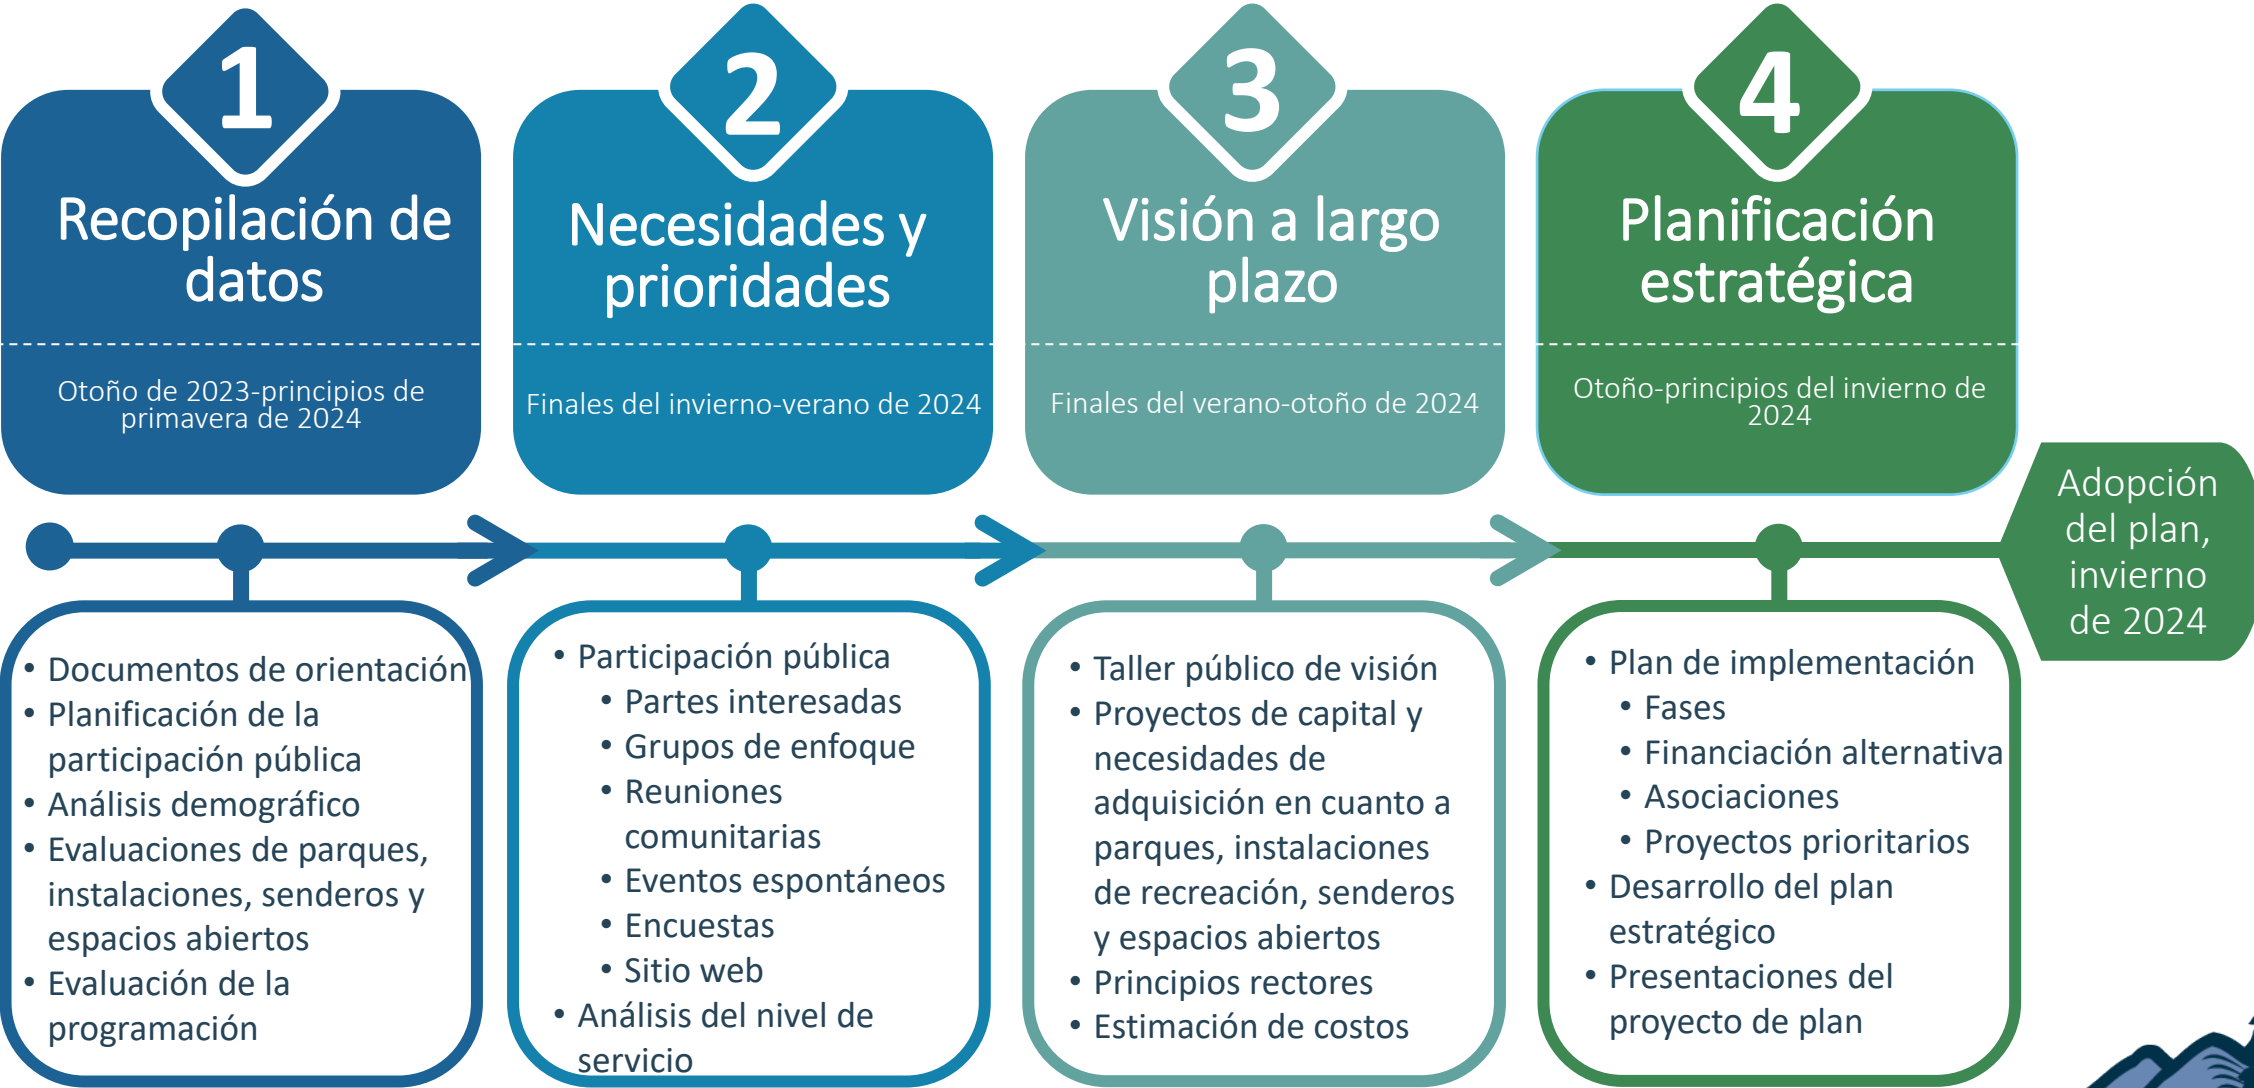 1
Recopilación de
datos
Otoño de 2023-principios de
primavera de 2024
2
Necesidades y
prioridades
Finales del invierno-verano de 2024
3
Visión a largo
plazo
Finales del verano-otoño de 2024
4
Planificación
estratégica
Otoño-principios del invierno de
2024
Adopción
del plan,
invierno
de 2024
• Documentos de orientación
• Planificación de la
participación pública
• Análisis demográfico
• Evaluaciones de parques,
instalaciones, senderos y
espacios abiertos
• Evaluación de la
programación
• Participación pública
• Partes interesadas
• Grupos de enfoque
• Reuniones
comunitarias
• Eventos espontáneos
• Encuestas
• Sitio web
• Análisis del nivel de
servicio
• Taller público de visión
• Proyectos de capital y
necesidades de
adquisición en cuanto a
parques, instalaciones
de recreación, senderos
y espacios abiertos
• Principios rectores
• Estimación de costos
• Plan de implementación
• Fases
• Financiación alternativa
• Asociaciones
• Proyectos prioritarios
• Desarrollo del plan
estratégico
• Presentaciones del
proyecto de plan